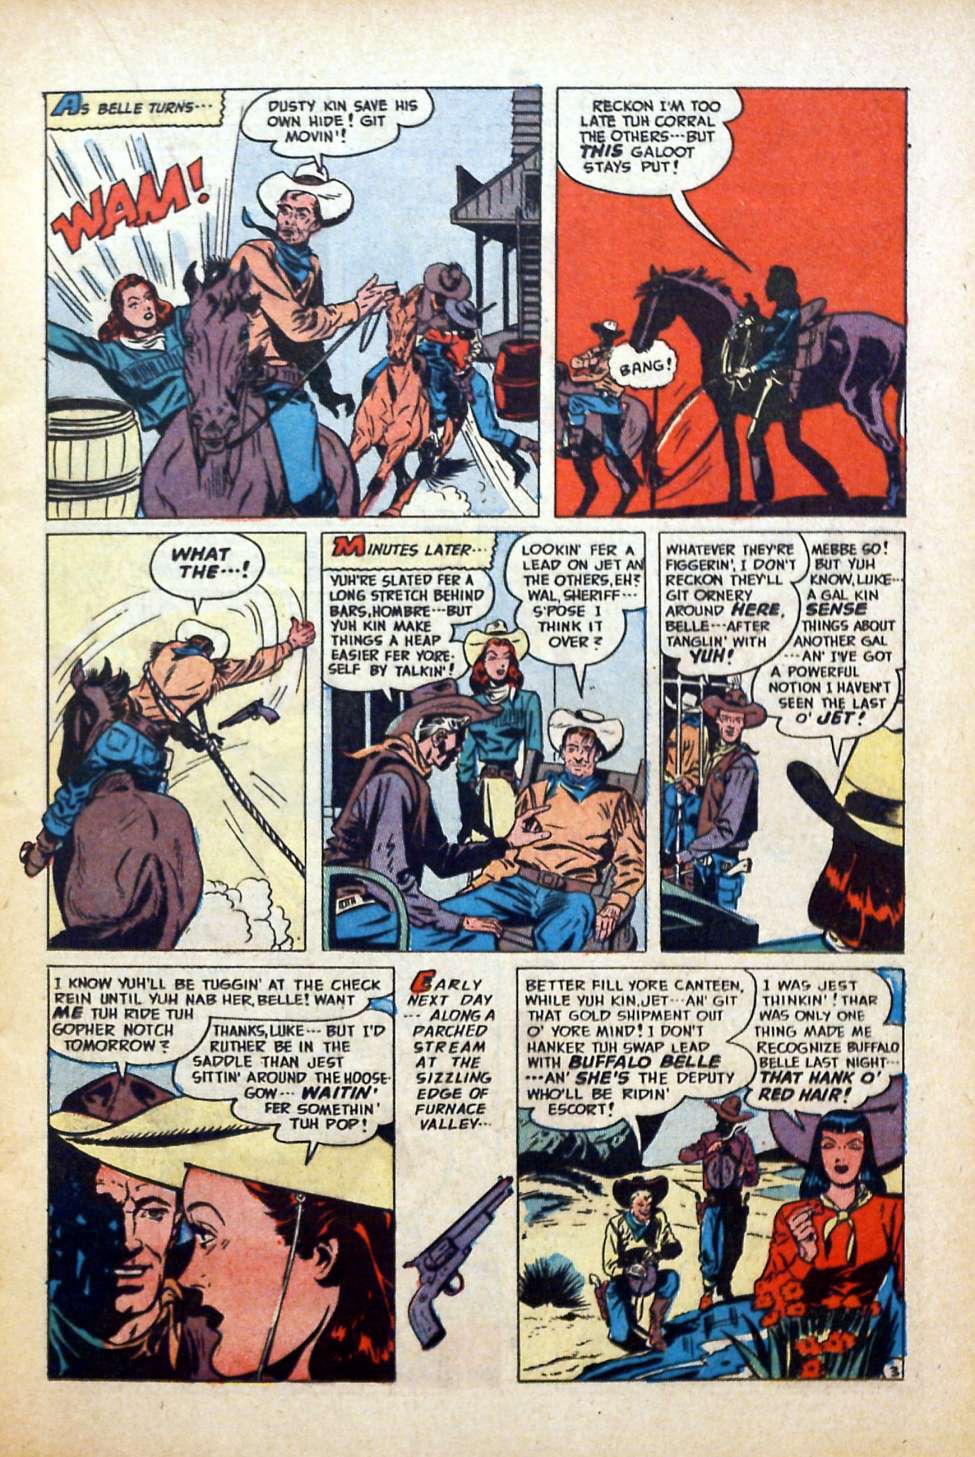 As BELLE TURNS---
WAM!
DUSTY KIN SAVE HIS
OWN HIDE! GIT
MOVIN'!
RECKON I'M TOO
LATE TUH CORRAL
THE OTHERS---BUT
THIS GALOOT
STAYS PUT!
BANG!
WHAT
THE---!
MINUTES LATER---
YUH'RE SLATED FER A
LONG STRETCH BEHIND
BARS, HOMBRE---BUT
YUH KIN MAKE
THINGS A HEAP
EASIER FER YORE-
SELF BY TALKIN'!
LOOKIN' FER A
LEAD ON JET AN'
THE OTHERS, EH?
WAL, SHERIFF---
S'POSE I
THINK IT
OVER?
WHATEVER THEY'RE
FIGGERIN', I DON'T
RECKON THEY'LL
GIT ORNERY
AROUND HERE,
BELLE---AFTER
TANGLIN' WITH
YUH!
MEBBE SO!
BUT YUH
KNOW, LUKE--
A GAL KIN
SENSE
THINGS ABOUT
ANOTHER GAL
---AN' I'VE GOT
A POWERFUL
NOTION I HAVEN'T
SEEN THE LAST
O' JET!
I KNOW YUH'LL BE TUGGIN' AT THE CHECK
REIN UNTIL YUH NAB HER, BELLE! WANT
ME TUH RIDE TUH
GOPHER NOTCH
TOMORROW?
THANKS, LUKE--- BUT I'D
RUTHER BE IN THE
SADDLE THAN JEST
SITTIN' AROUND THE HOOSE-
GOW--- WAITIN'
FER SOMETHIN'
TUH POP!
EARLY
NEXT DAY
--- ALONG A
PARCHED
STREAM
AT THE
SIZZLING
EDGE OF
FURNACE
VALLEY---
BETTER FILL YORE CANTEEN,
WHILE YUH KIN, JET---AN' GIT
THAT GOLD SHIPMENT OUT
O' YORE MIND! I DON'T
HANKER TUH SWAP LEAD
WITH BUFFALO BELLE
---AN' SHE'S THE DEPUTY
WHO'LL BE RIDIN'
ESCORT!
I WAS JEST
THINKIN'! THAR
WAS ONLY ONE
THING MADE ME
RECOGNIZE BUFFALO
BELLE LAST NIGHT---
THAT HANK O'
RED HAIR!
3